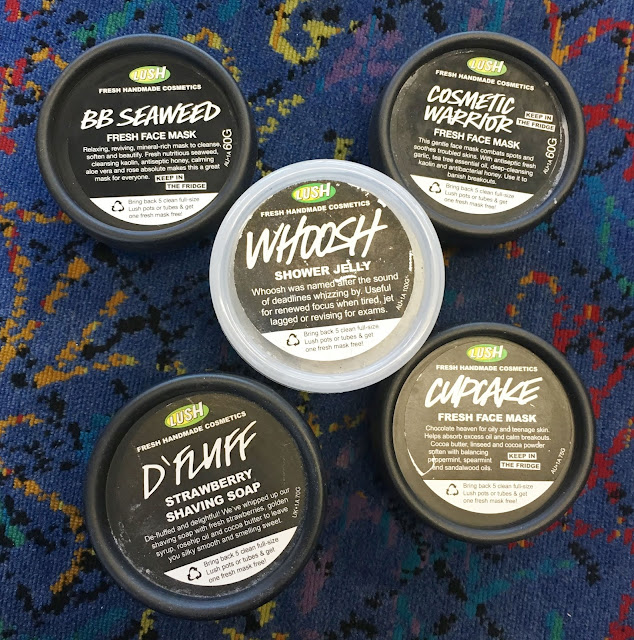 LUSH
FRESH HANDMADE COSMETICS
BB SEAWEED
FRESH FACE MASK
Relaxing, reviving, mineral-rich mask to cleanse,
soften and beautify. Fresh nutritious seaweed,
cleansing kaolin, antiseptic honey, calming
aloe vera and rose absolute makes this a great
mask for everyone. KEEP IN
THE FRIDGE
AU•1A 60G
Bring back 5 clean full-size
Lush pots or tubes & get
one fresh mask free!
LUSH
FRESH HANDMADE COSMETICS
COSMETIC
WARRIOR
KEEP IN
THE FRIDGE
FRESH FACE MASK
This gentle face mask combats spots and
soothes troubled skins. With antiseptic fresh
garlic, tea tree essential oil, deep-cleansing
kaolin and antibacterial honey. Use it to
banish breakouts.
AU•1A 60G
Bring back 5 clean full-size
Lush pots or tubes & get
one fresh mask free!
LUSH
FRESH HANDMADE COSMETICS
WHOOSH
SHOWER JELLY
Whoosh was named after the sound
of deadlines whizzing by. Useful
for renewed focus when tired, jet
lagged or revising for exams.
AU•1A 100G
Bring back 5 clean full-size
Lush pots or tubes & get
one fresh mask free!
LUSH
FRESH HANDMADE COSMETICS
D'FLUFF
STRAWBERRY
SHAVING SOAP
De-fluffed and delightful! We've whipped up our
shaving soap with fresh strawberries, golden
syrup, rosehip oil and cocoa butter to leave
you silky smooth and smelling sweet.
Bring back 5 clean full-size
Lush pots or tubes & get
one fresh mask free!
LUSH
FRESH HANDMADE COSMETICS
CUPCAKE
FRESH FACE MASK
Chocolate heaven for oily and teenage skin.
Helps absorb excess oil and calm breakouts.
Cocoa butter, linseed and cocoa powder
soften with balancing
peppermint, spearmint
and sandalwood oils.
KEEP IN
THE FRIDGE
Bring back 5 clean full-size
Lush pots or tubes & get
one fresh mask free!